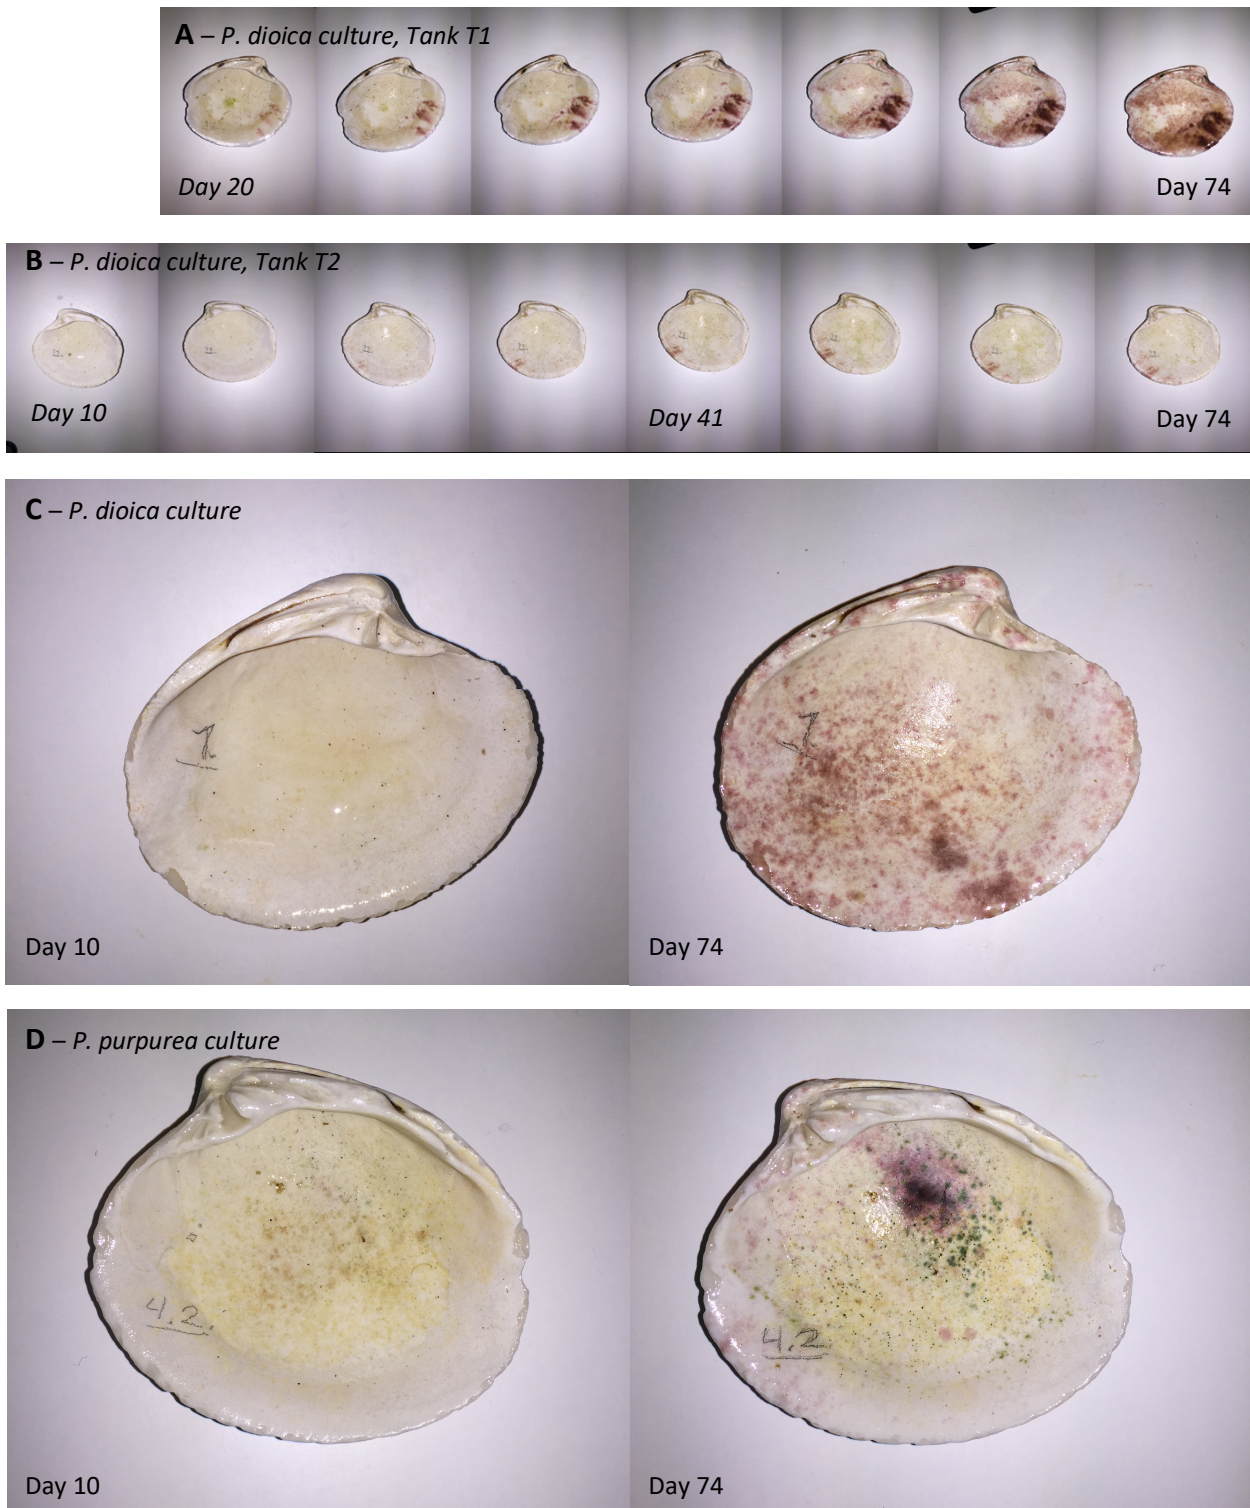 A – P. dioica culture, Tank T1
Day 20
Day 74
B – P. dioica culture, Tank T2
Day 10
Day 41
Day 74
C – P. dioica culture
1
1
Day 10
Day 74
D – P. purpurea culture
4.2.
4.2
Day 10
Day 74